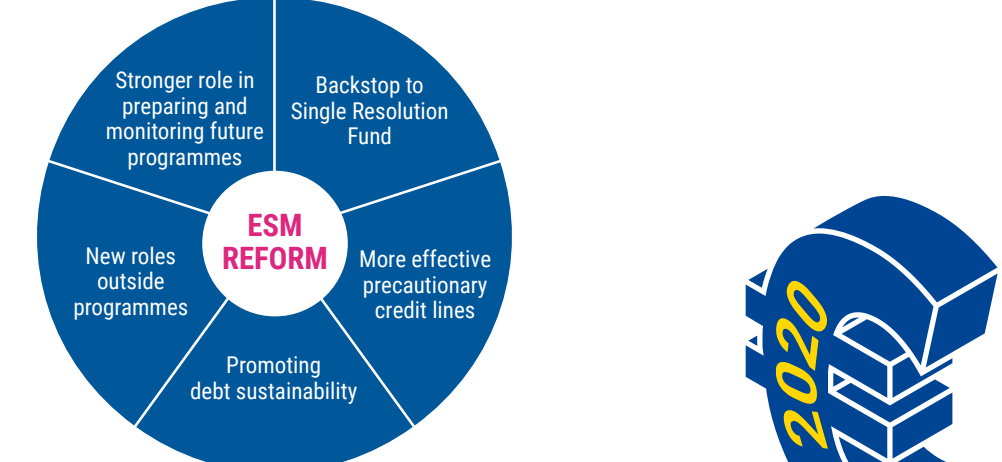 Stronger role in
preparing and
monitoring future
programmes
Backstop to
Single Resolution
Fund
ESM
REFORM
New roles
outside
programmes
More effective
precautionary
credit lines
Promoting
debt sustainability
2020